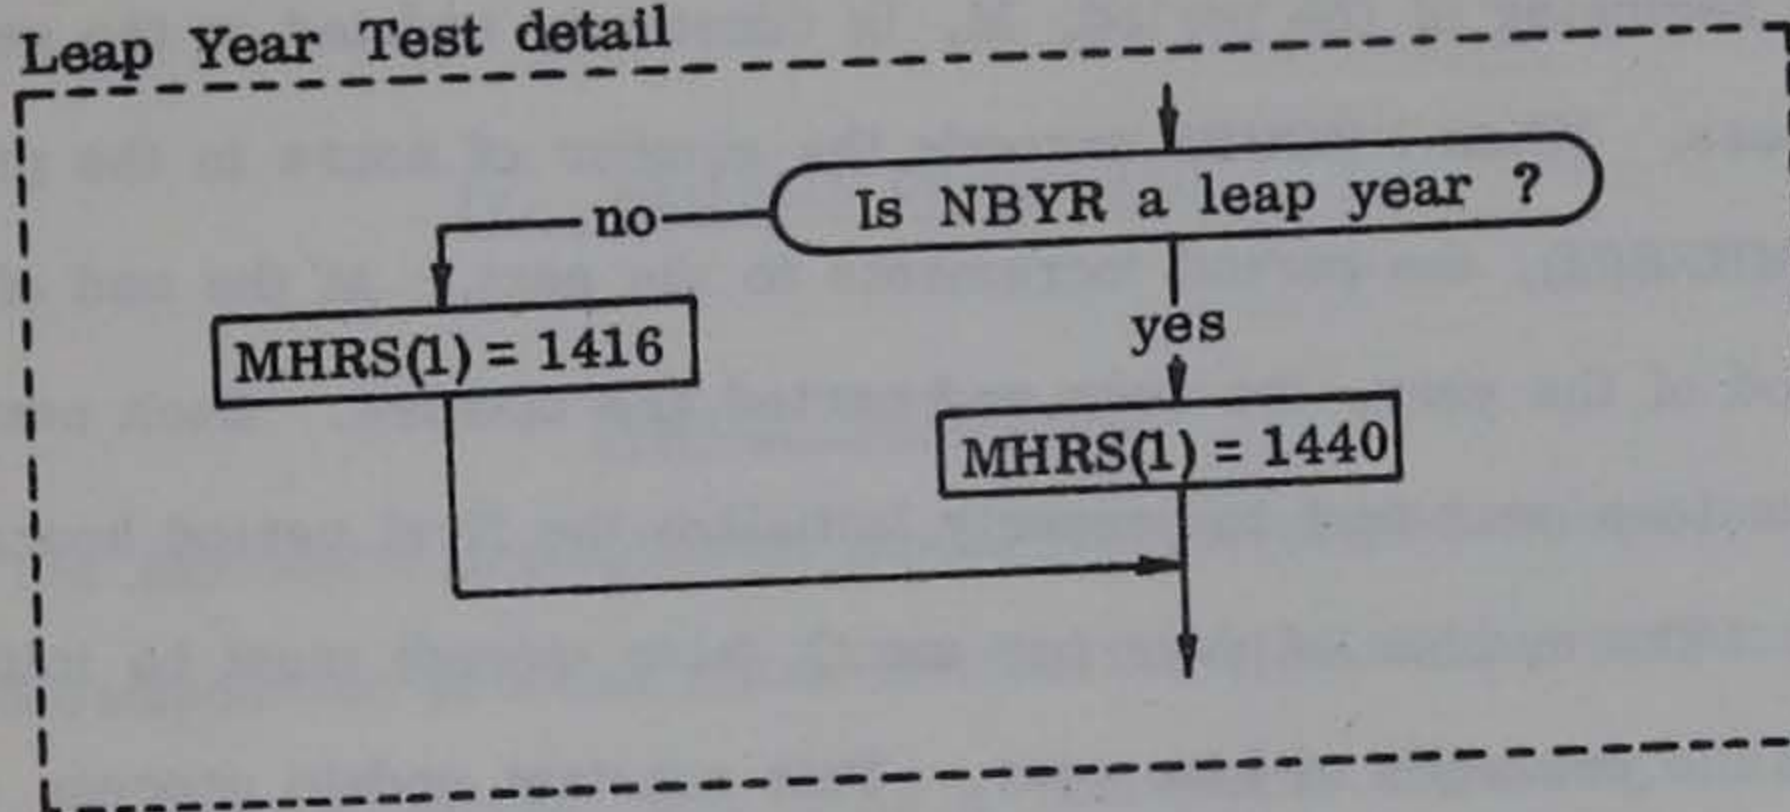 Leap Year Test detail
Is NBYR a leap year ?
no
yes
MHRS(1) = 1416
MHRS(1) = 1440